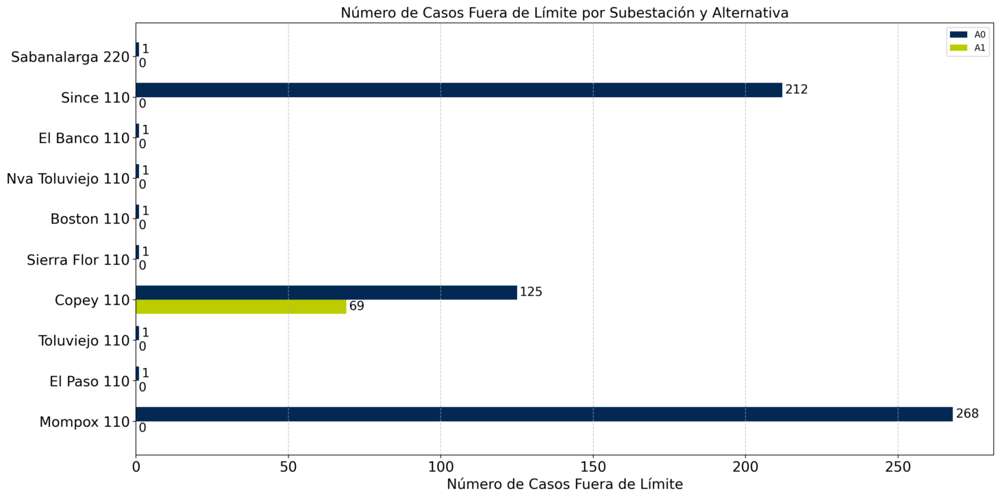 Número de Casos Fuera de Límite por Subestación y Alternativa
A0
A1
Sabanalarga 220
1
0
Since 110
212
0
El Banco 110
1
0
Nva Toluviejo 110
1
0
Boston 110
1
0
Sierra Flor 110
1
0
Copey 110
125
69
Toluviejo 110
1
0
El Paso 110
1
0
Mompox 110
268
0
0 50 100 150 200 250
Número de Casos Fuera de Límite